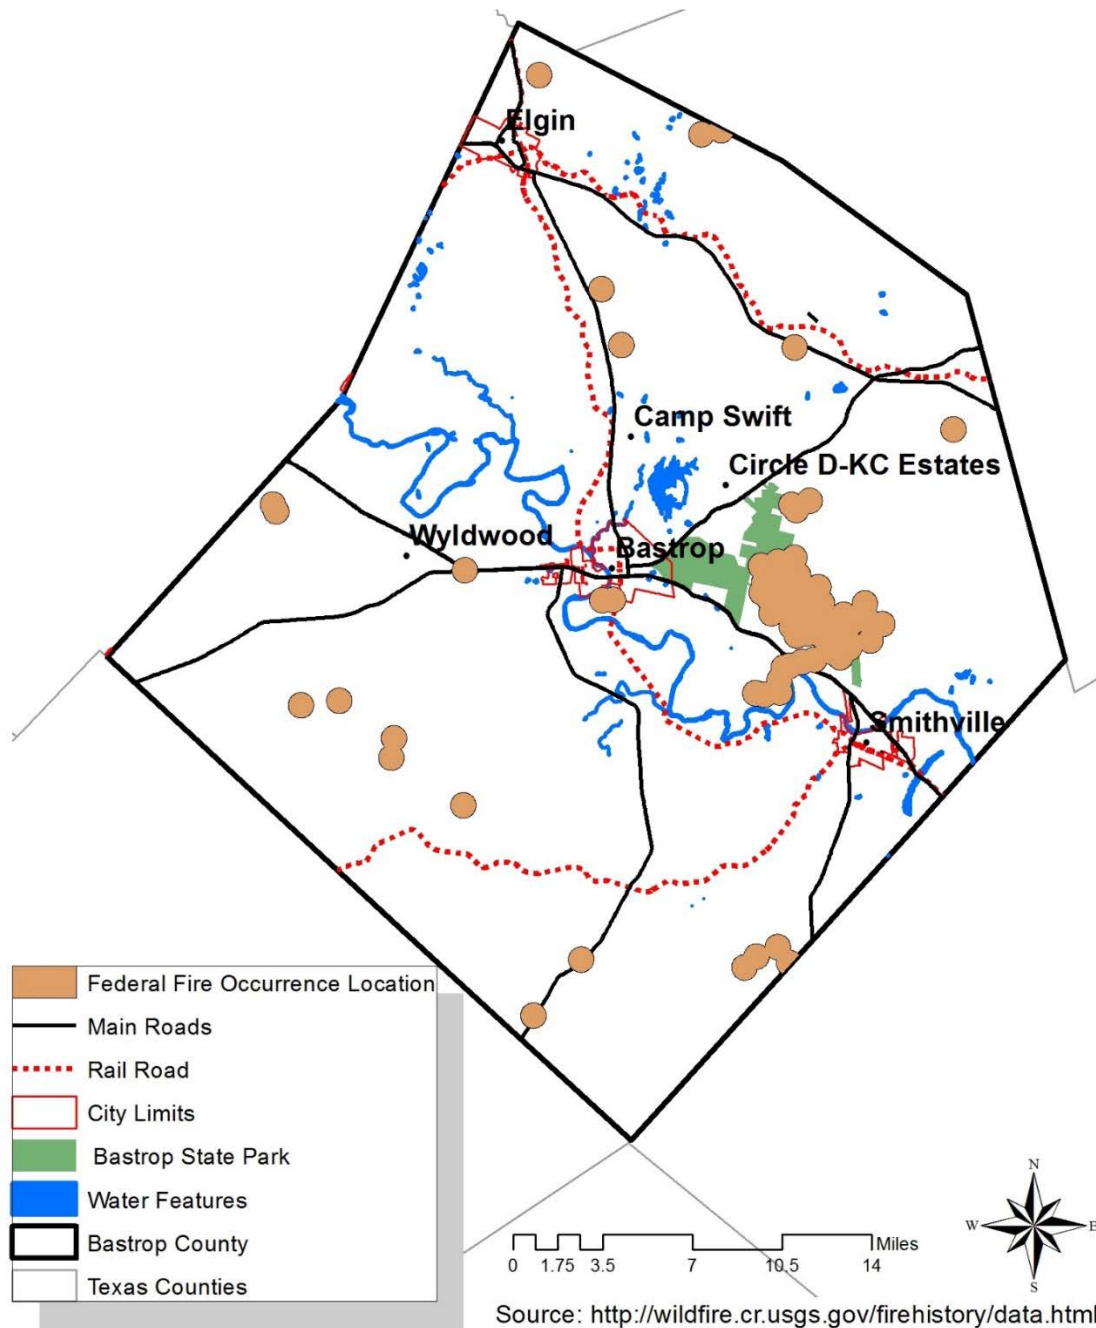 Elgin
Camp Swift
Circle D-KC Estates
Wyldwood
Bastrop
Smithville
Federal Fire Occurrence Location
Main Roads
Rail Road
City Limits
Bastrop State Park
Water Features
Bastrop County
Texas Counties
N
W
E
S
Miles
0 1.75 3.5 7 10.5 14
Source: http://wildfire.cr.usgs.gov/firehistory/data.html